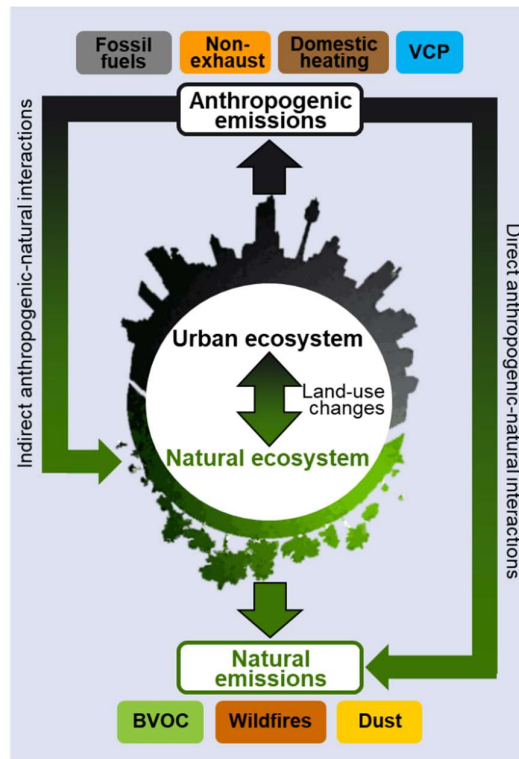 Fossil
fuels
Non-
exhaust
Domestic
heating
VCP
Anthropogenic
emissions
Indirect anthropogenic-natural interactions
Direct anthropogenic-natural interactions
Urban ecosystem
Land-use
changes
Natural ecosystem
Natural
emissions
BVOC
Wildfires
Dust